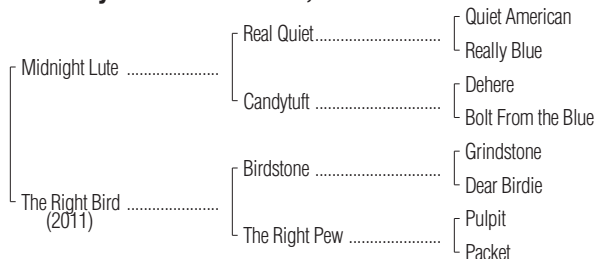 Quiet American
Real Quiet
Really Blue
Midnight Lute
Dehere
Candytuft
Bolt From the Blue
Grindstone
Birdstone
Dear Birdie
The Right Bird
(2011)
Pulpit
The Right Pew
Packet